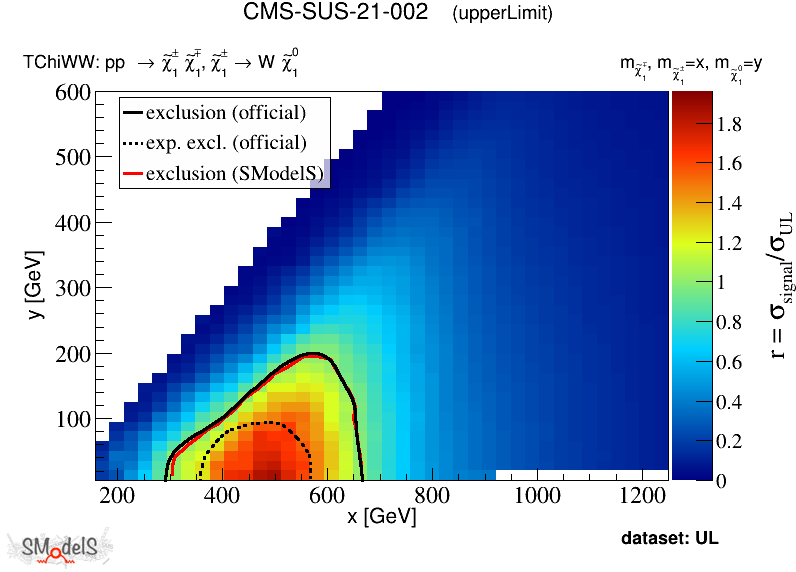 CMS-SUS-21-002 (upperLimit)
TChiWW: pp → χ̃₁± χ̃₁∓, χ̃₁± → W χ̃₁⁰
m_χ̃₁∓, m_χ̃₁±=x, m_χ̃₁⁰=y
exclusion (official)
exp. excl. (official)
exclusion (SModelS)
600
500
400
300
200
100
y [GeV]
200 400 600 800 1000 1200
x [GeV]
1.8
1.6
1.4
1.2
1
0.8
0.6
0.4
0.2
0
r = σ_signal/σ_UL
SModelS
dataset: UL